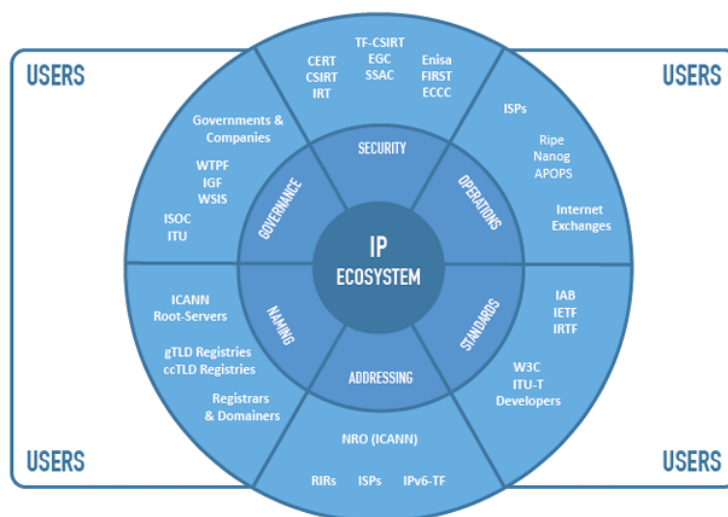 USERS
USERS
TF-CSIRT
EGC
SSAC
CERT
CSIRT
IRT
Enisa
FIRST
ECCC
SECURITY
ISPs
Ripe
Nanog
APOPS
Internet
Exchanges
OPERATIONS
Governments &
Companies
WTPF
IGF
WSIS
ISOC
ITU
GOVERNANCE
IP
ECOSYSTEM
ICANN
Root-Servers
gTLD Registries
ccTLD Registries
Registrars
& Domainers
NAMING
IAB
IETF
IRTF
W3C
ITU-T
Developers
STANDARDS
ADDRESSING
NRO (ICANN)
RIRs ISPs IPv6-TF
USERS
USERS